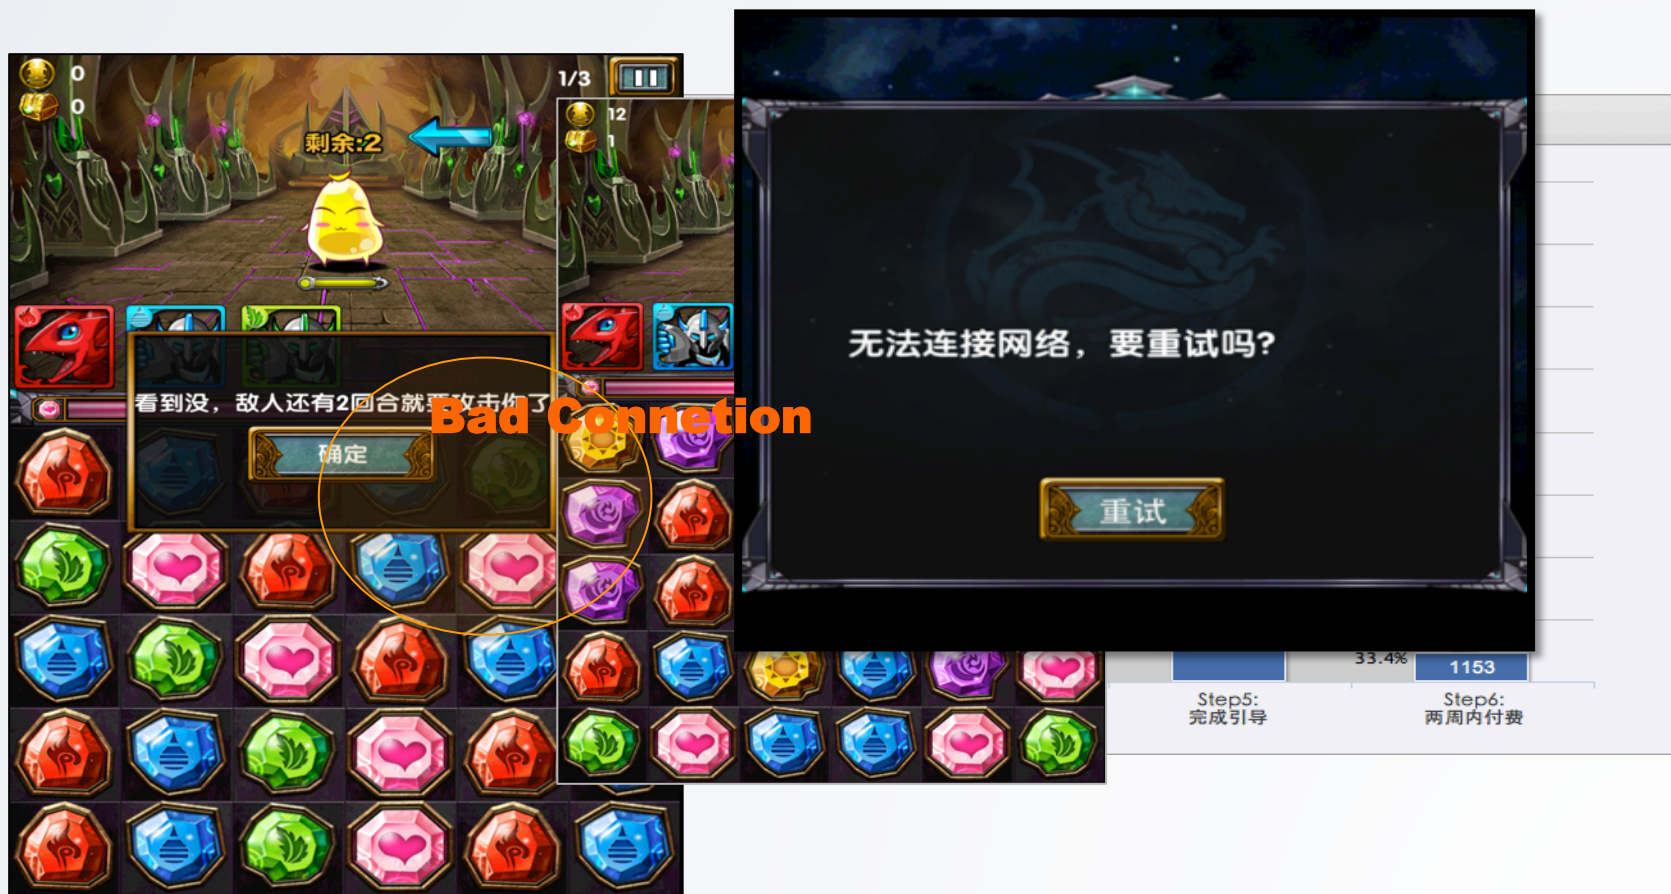 0
0
1/3
剩余:2
看到没，敌人还有2回合就要攻击你了
确定
12
1
Bad Connetion
无法连接网络，要重试吗?
重试
33.4%
1153
Step5:
完成引导
Step6:
两周内付费